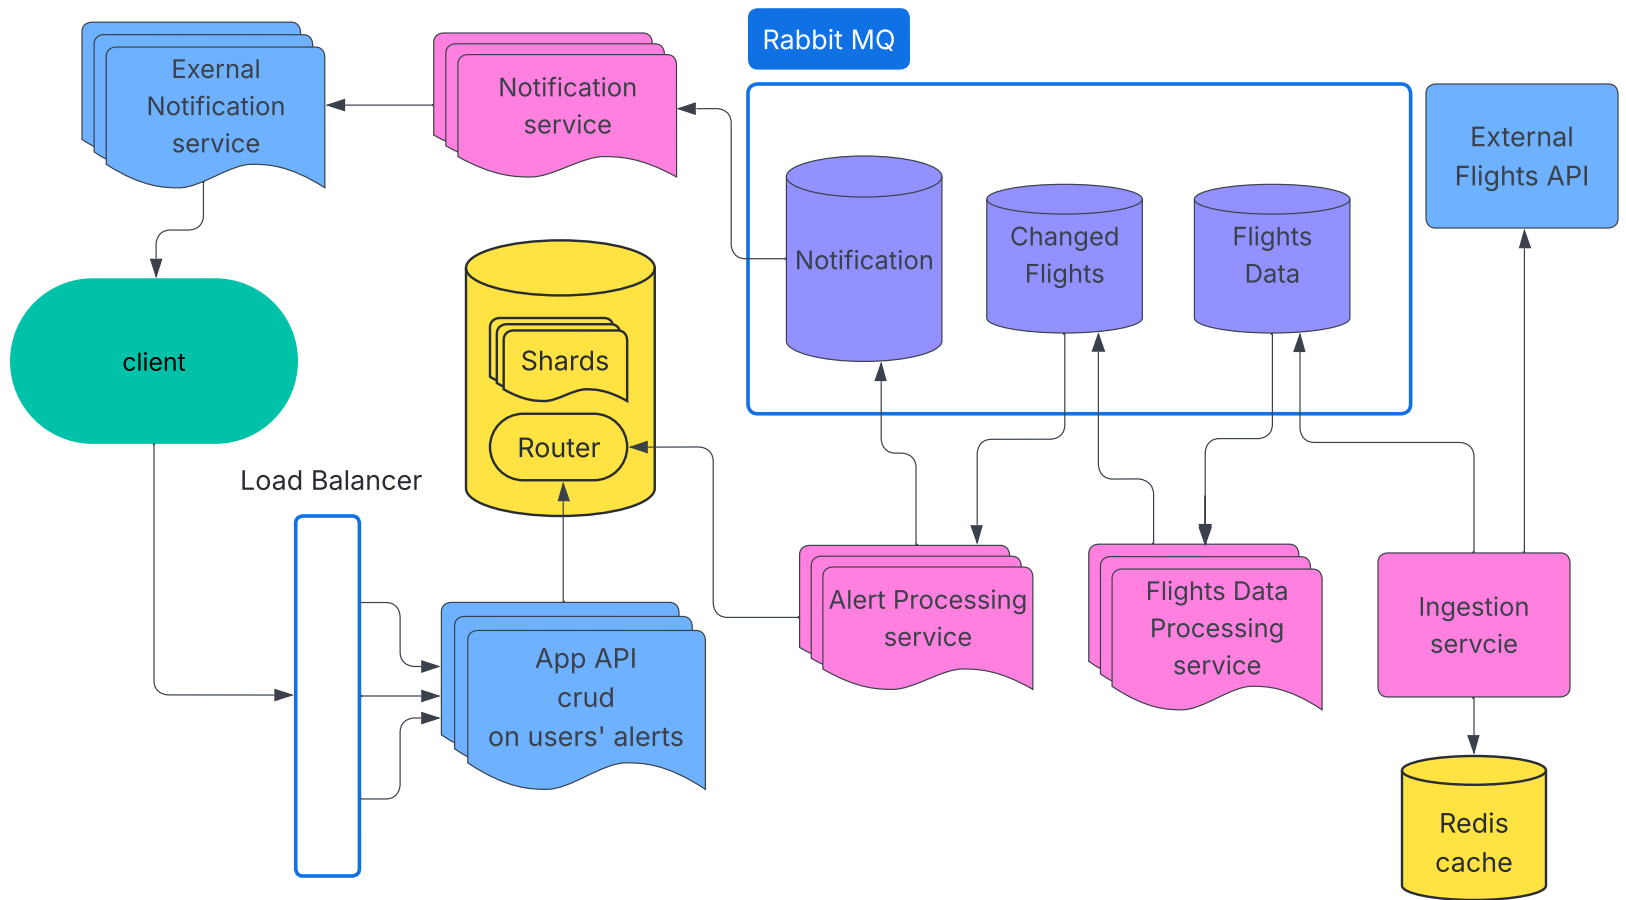 Exernal
Notification
service
Notification
service
Rabbit MQ
External
Flights API
Notification
Changed
Flights
Flights
Data
client
Shards
Router
Load Balancer
App API
crud
on users' alerts
Alert Processing
service
Flights Data
Processing
service
Ingestion
servcie
Redis
cache